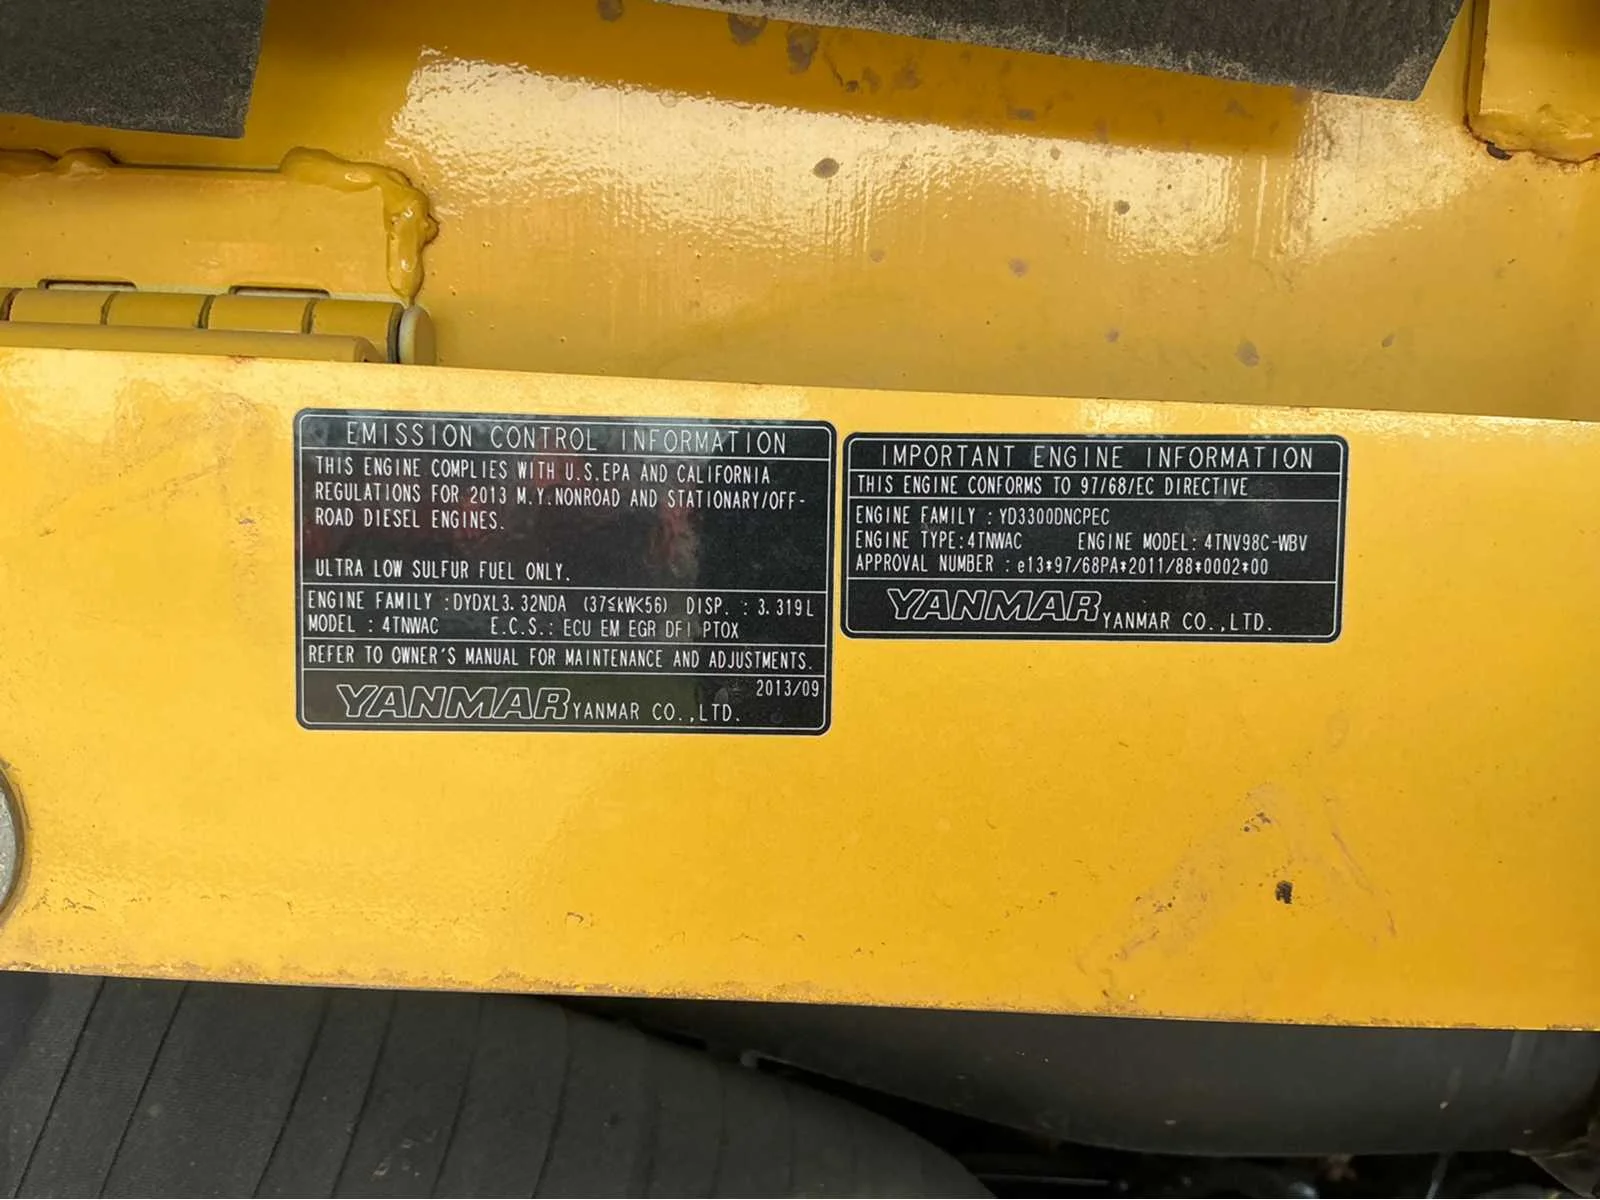 EMISSION CONTROL INFORMATION
THIS ENGINE COMPLIES WITH U.S.EPA AND CALIFORNIA
REGULATIONS FOR 2013 M.Y.NONROAD AND STATIONARY/OFF-
ROAD DIESEL ENGINES.
ULTRA LOW SULFUR FUEL ONLY.
ENGINE FAMILY :DYDXL3.32NDA (37≦kW<56) DISP. : 3.319L
MODEL : 4TNWAC E.C.S.: ECU EM EGR DFI PTOX
REFER TO OWNER'S MANUAL FOR MAINTENANCE AND ADJUSTMENTS.
2013/09
YANMAR YANMAR CO.,LTD.
IMPORTANT ENGINE INFORMATION
THIS ENGINE CONFORMS TO 97/68/EC DIRECTIVE
ENGINE FAMILY : YD3300DNCPEC
ENGINE TYPE:4TNWAC ENGINE MODEL: 4TNV98C-WBV
APPROVAL NUMBER : e13*97/68PA*2011/88*0002*00
YANMAR YANMAR CO.,LTD.